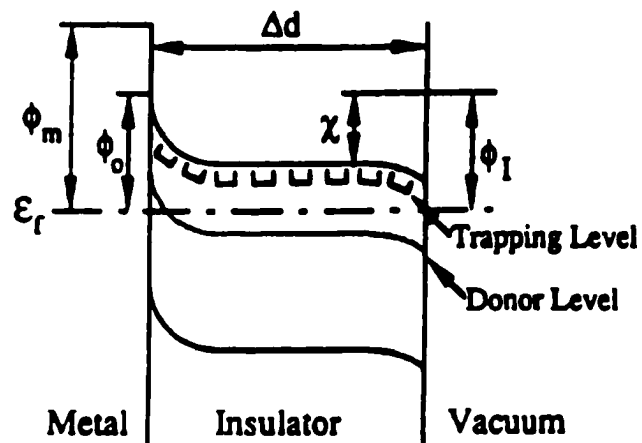 Δd
ϕm
ϕo
χ
ϕI
εf
Trapping Level
Donor Level
Metal
Insulator
Vacuum